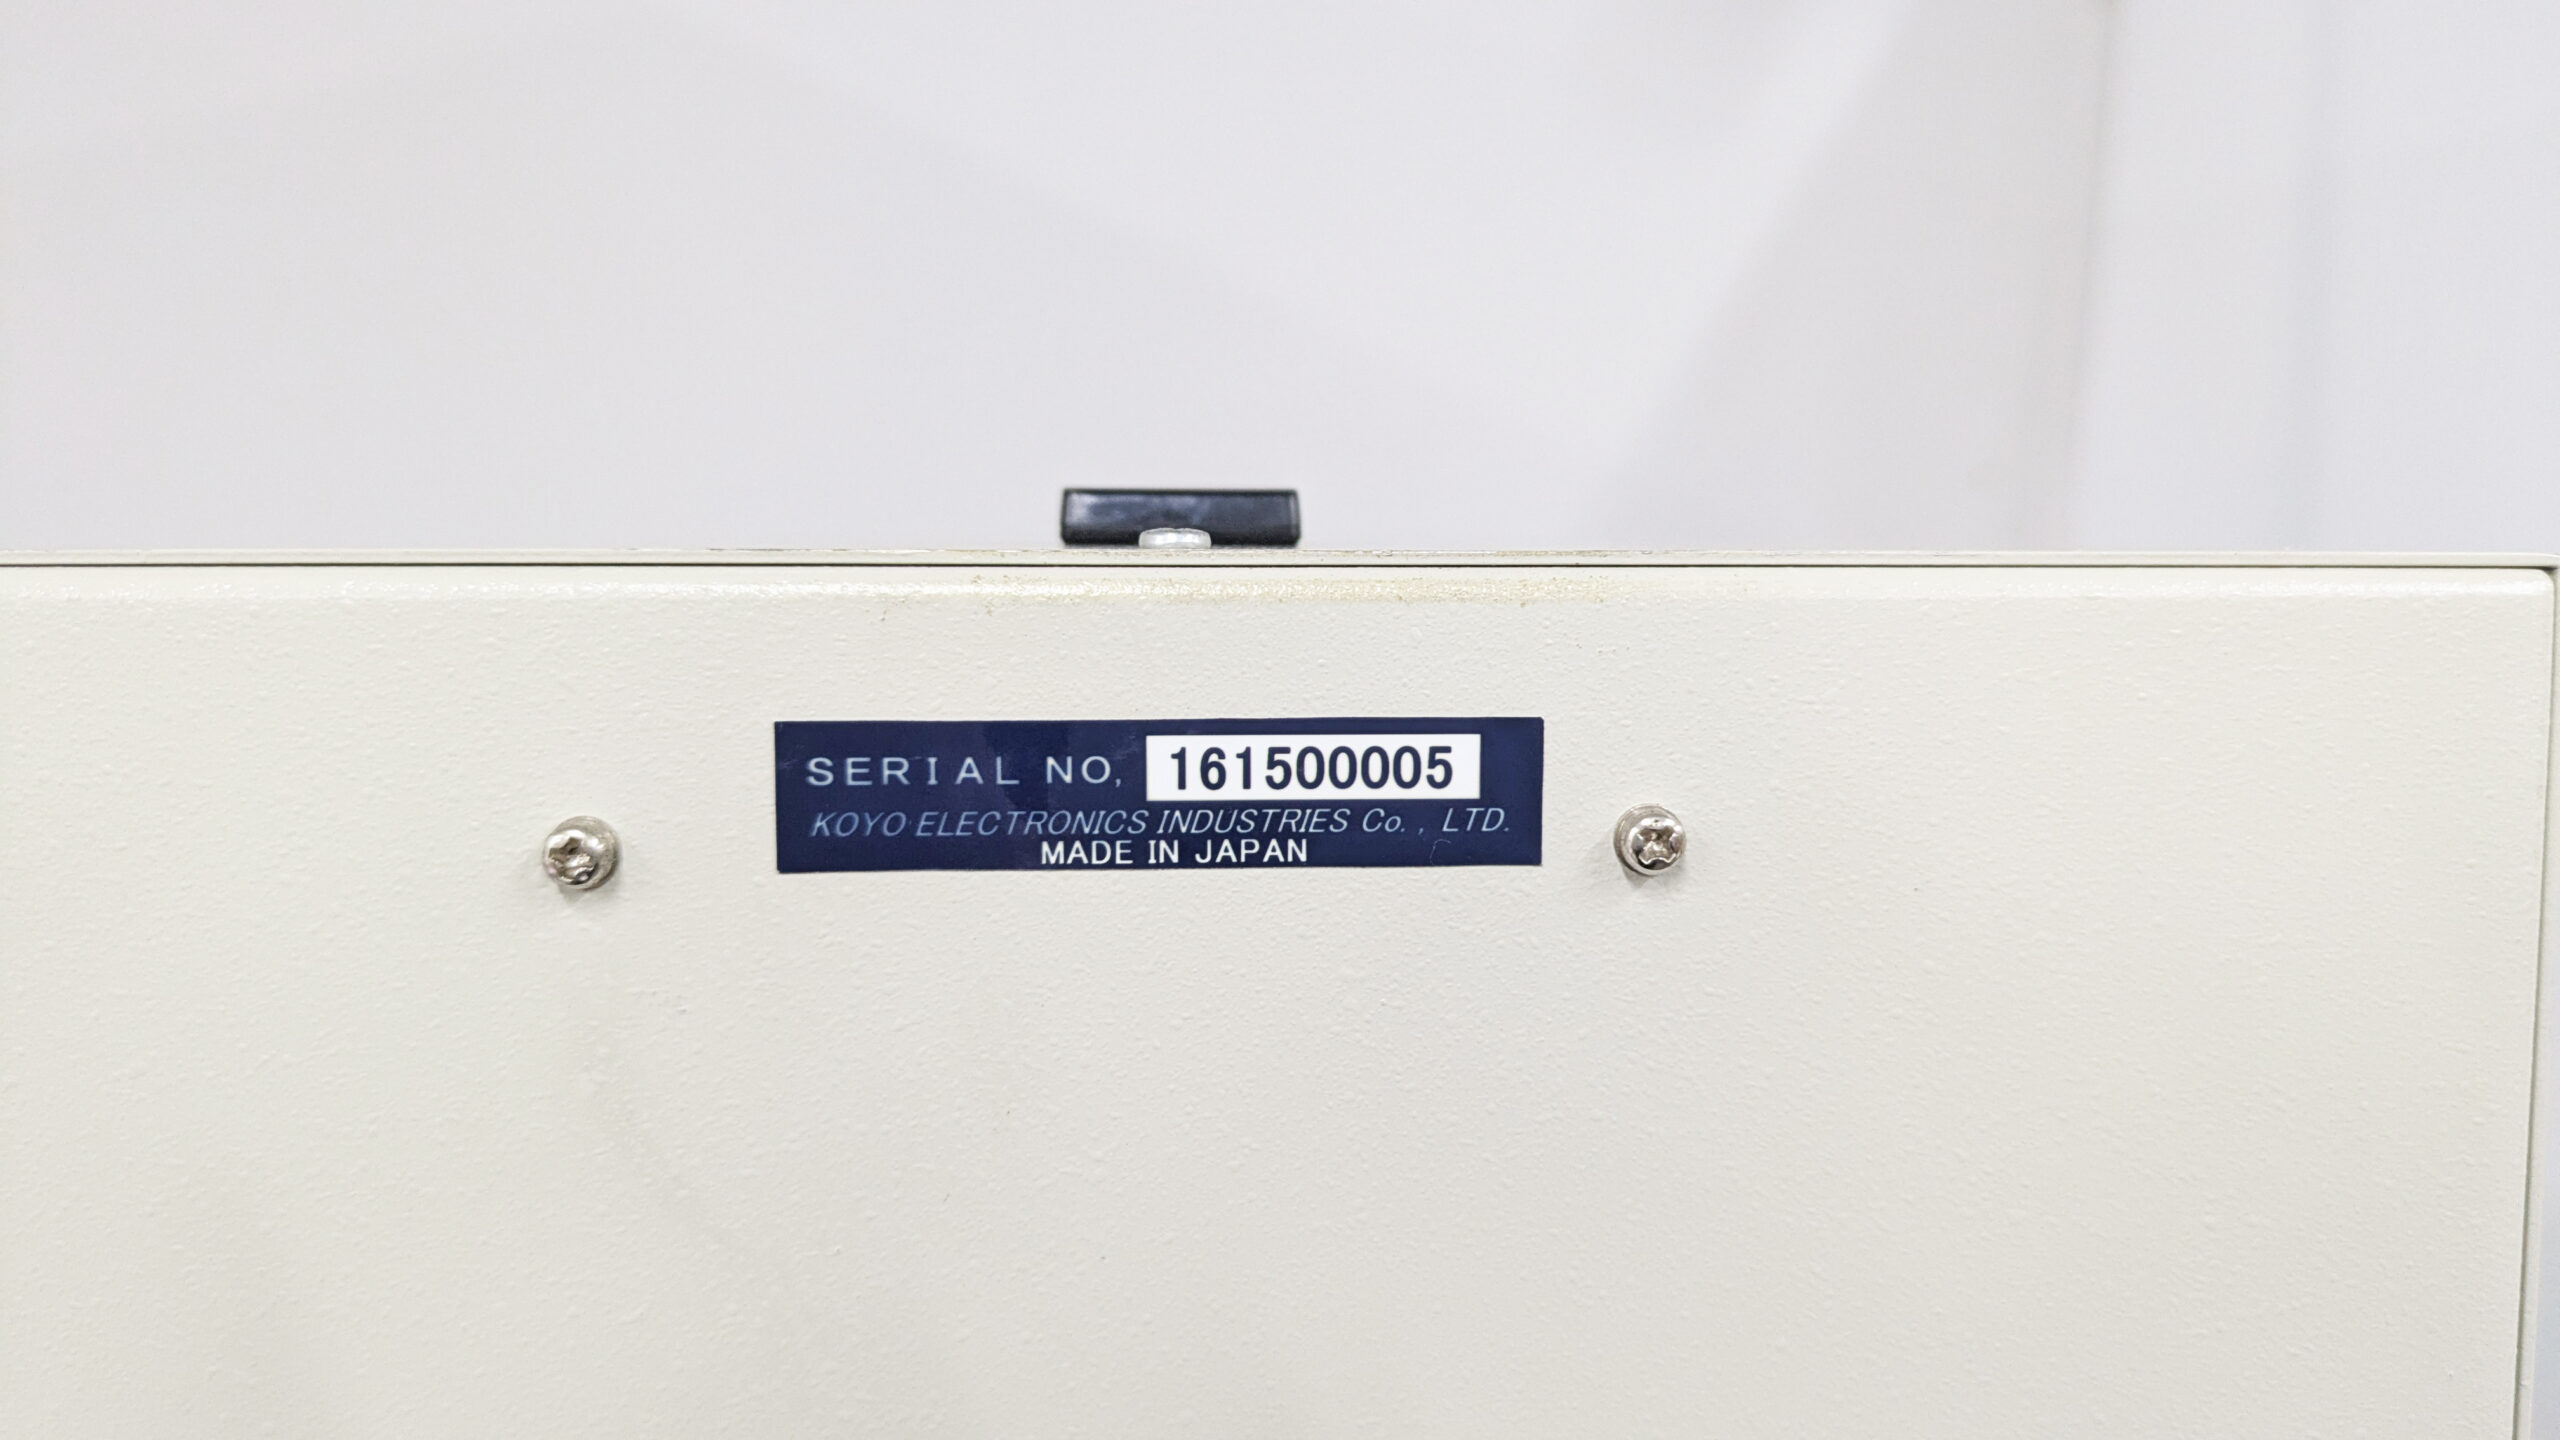 SERIAL NO, 161500005
KOYO ELECTRONICS INDUSTRIES Co., LTD.
MADE IN JAPAN